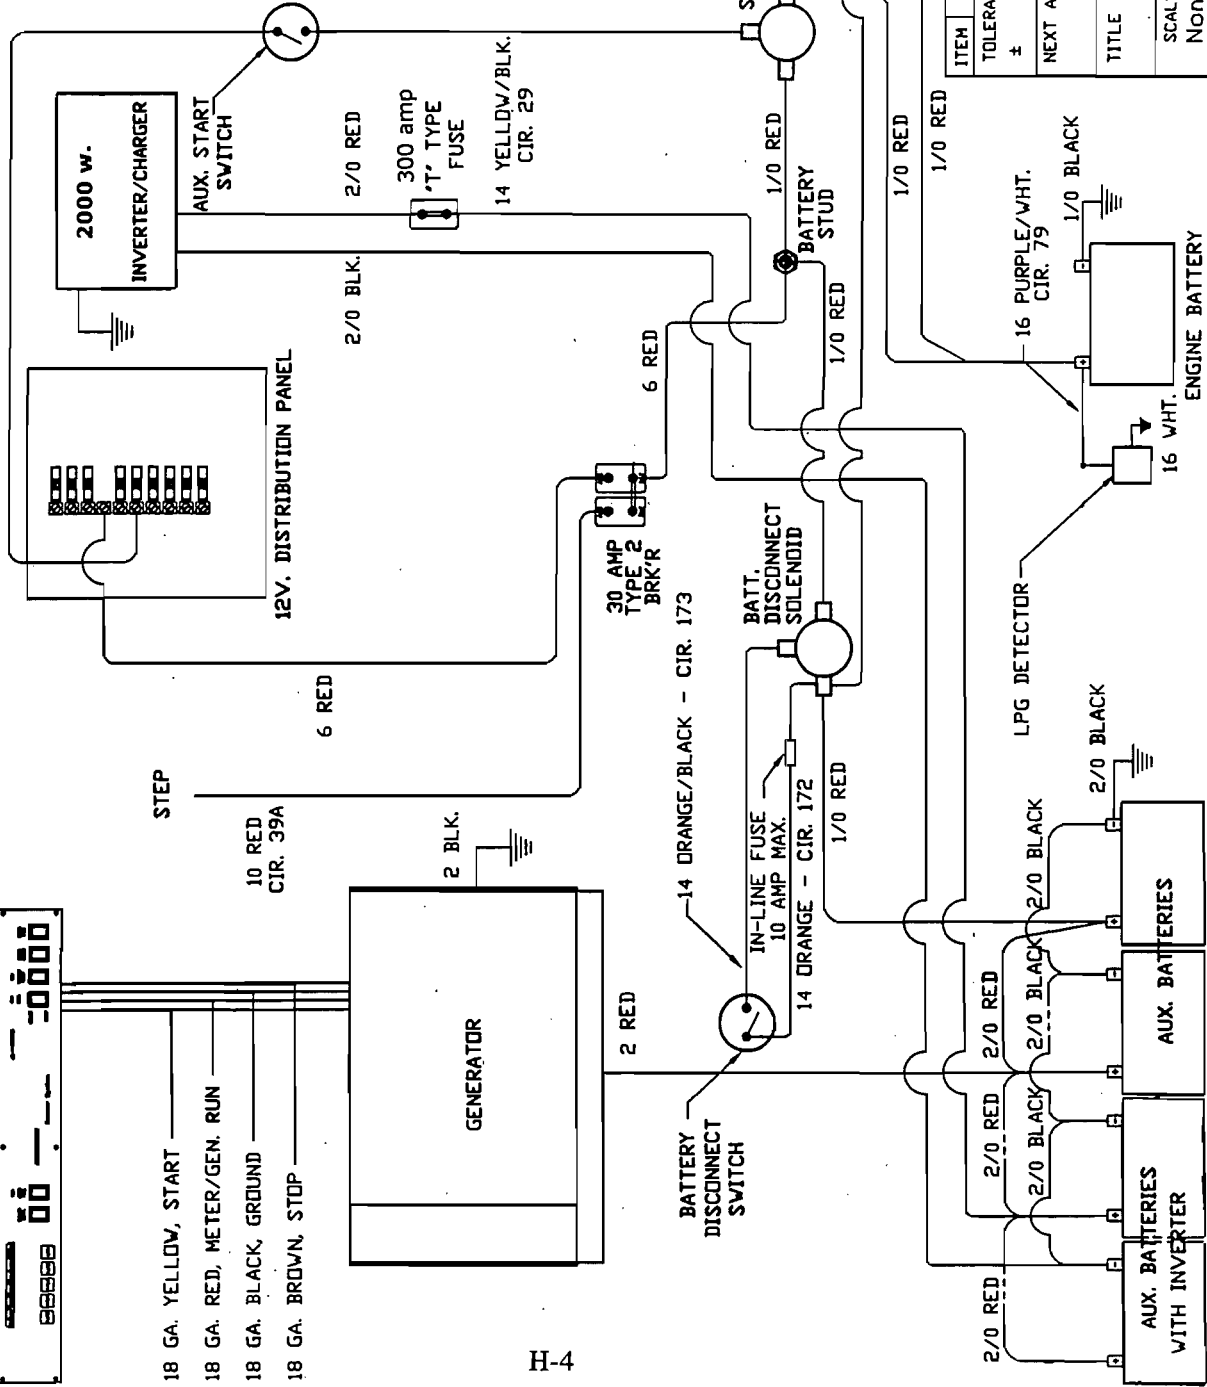 18 GA. YELLOW, START
18 GA. RED, METER/GEN. RUN
18 GA. BLACK, GROUND
18 GA. BROWN, STOP
STEP
10 RED
CIR. 39A
6 RED
12V. DISTRIBUTION PANEL
2000 w.
INVERTER/CHARGER
AUX. START
SWITCH
2/0 BLK.
2/0 RED
300 amp
'T' TYPE
FUSE
14 YELLOW/BLK.
CIR. 29
S
2 BLK.
GENERATOR
2 RED
30 AMP
TYPE 2
BRK'R
6 RED
1/0 RED
BATTERY
STUD
1/0 RED
BATTERY
DISCONNECT
SWITCH
14 ORANGE/BLACK - CIR. 173
IN-LINE FUSE
10 AMP MAX.
14 ORANGE - CIR. 172
BATT.
DISCONNECT
SOLENOID
1/0 RED
1/0 RED
1/0 RED
2/0 RED
2/0 RED
2/0 RED
2/0 BLACK
2/0 BLACK
2/0 BLACK
2/0 BLACK
AUX. BATTERIES
WITH INVERTER
AUX. BATTERIES
LPG DETECTOR
16 PURPLE/WHT.
CIR. 79
1/0 BLACK
16 WHT.
ENGINE BATTERY
ITEM
TOLERA
±
NEXT A
TITLE
SCAL
Non
H-4